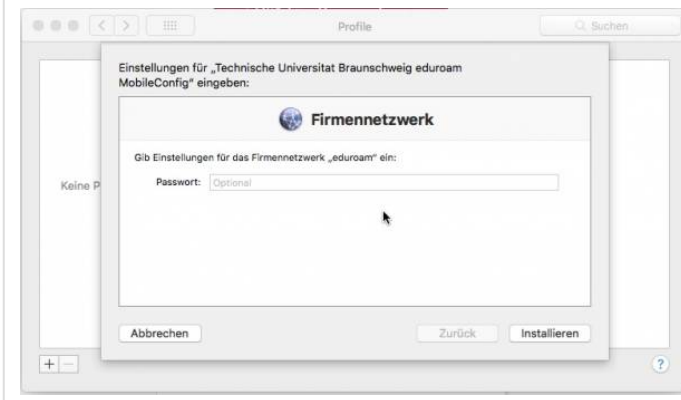 Profile
Suchen
Einstellungen für „Technische Universitat Braunschweig eduroam
MobileConfig" eingeben:
Firmennetzwerk
Gib Einstellungen für das Firmennetzwerk „eduroam" ein:
Passwort: Optional
Keine P
Abbrechen Zurück Installieren
+ − ?